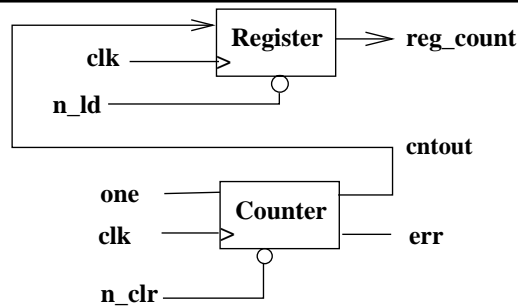 Register
reg_count
clk
n_ld
cntout
one
Counter
clk
err
n_clr